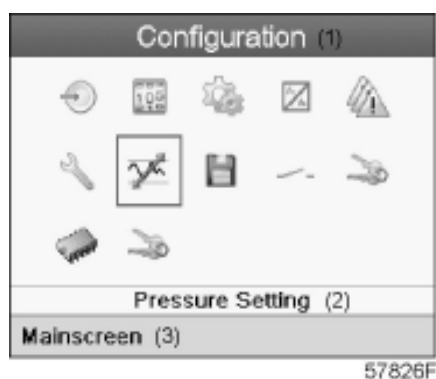 Configuration (1)
Pressure Setting (2)
Mainscreen (3)
57826F